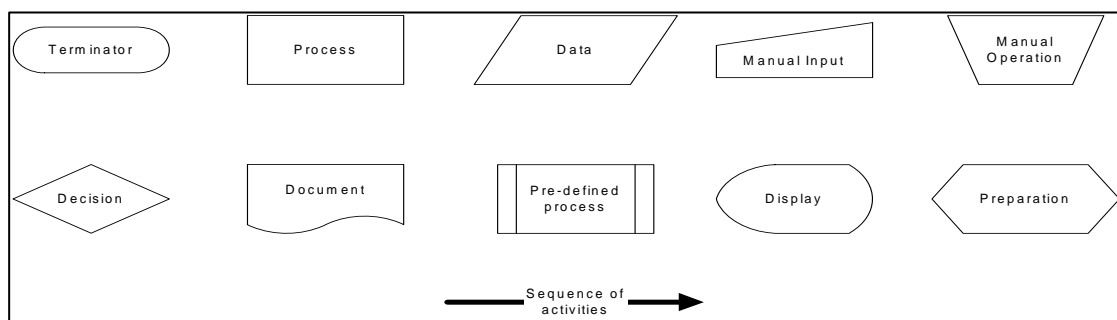 Terminator
Process
Data
Manual Input
Manual
Operation
Decision
Document
Pre-defined
process
Display
Preparation
Sequence of
activities